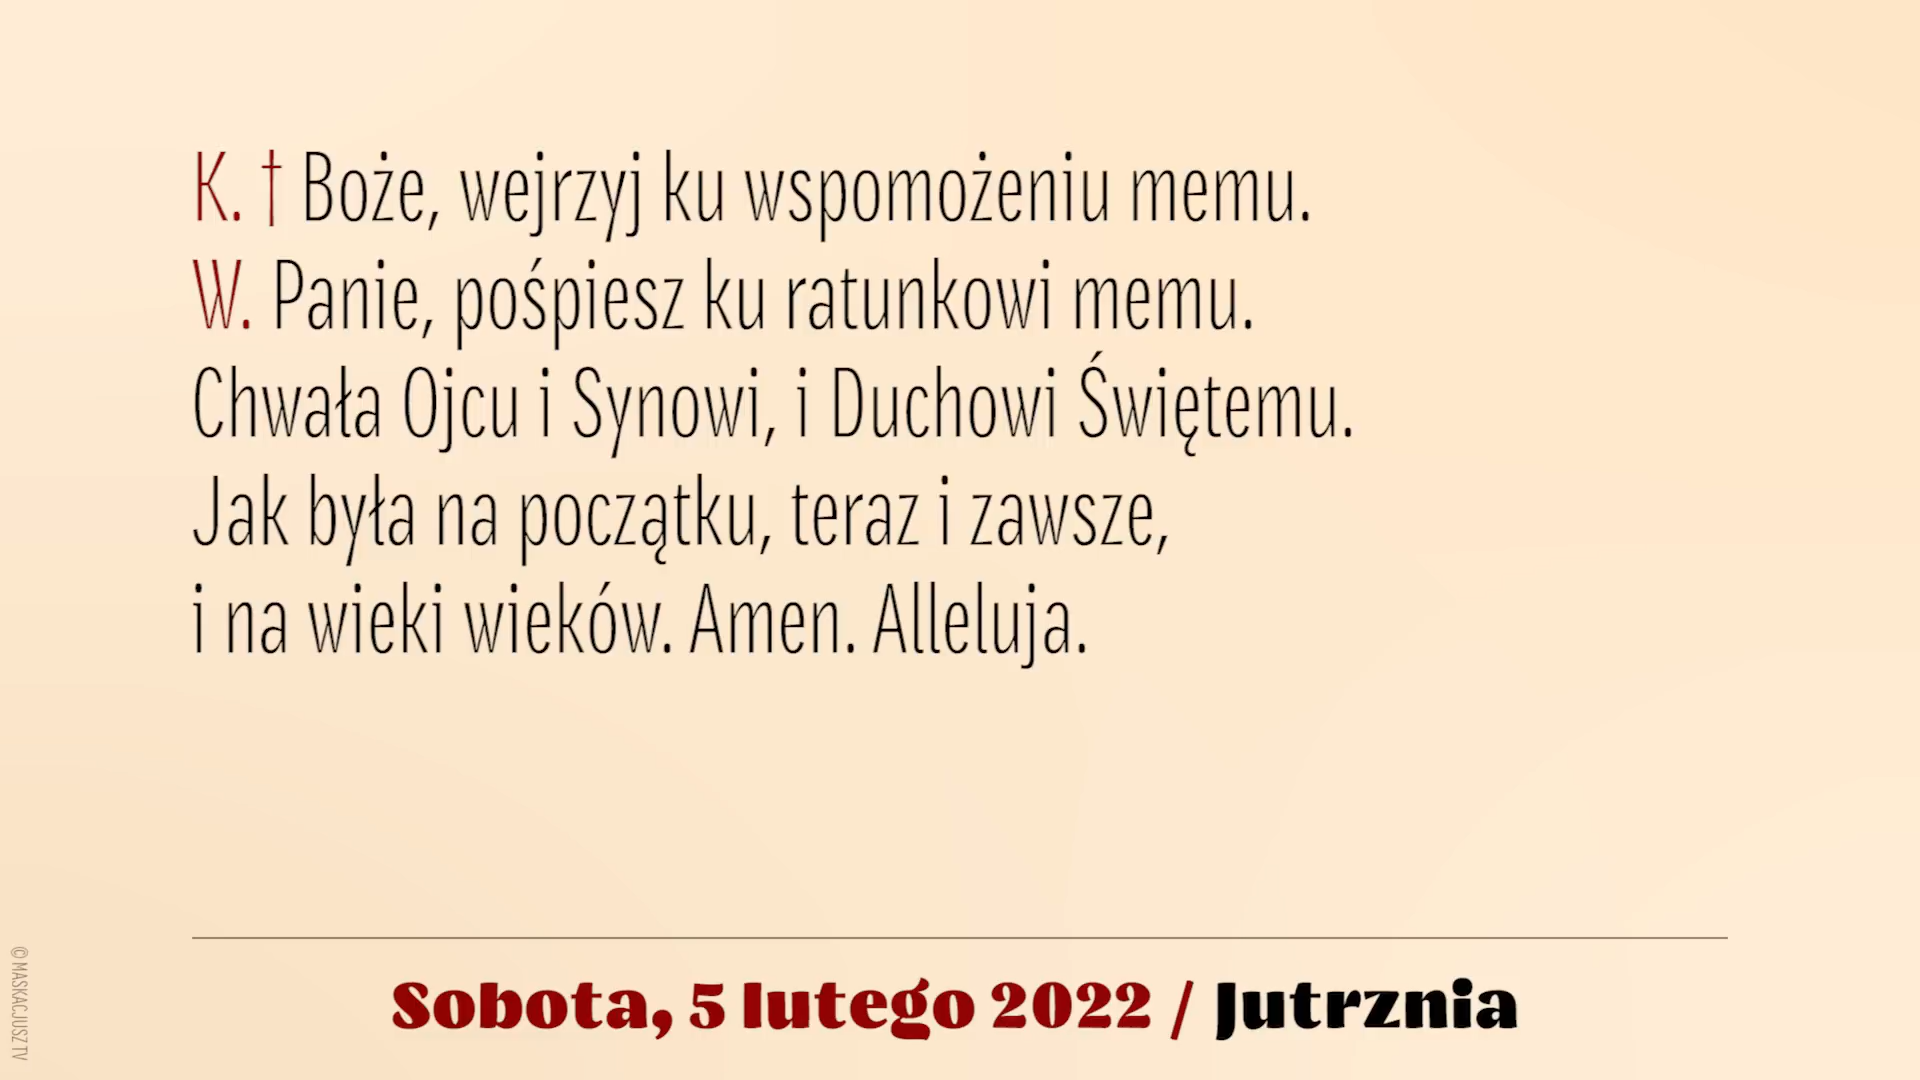 K. † Boże, wejrzyj ku wspomożeniu memu.
W. Panie, pośpiesz ku ratunkowi memu.
Chwała Ojcu i Synowi, i Duchowi Świętemu.
Jak była na początku, teraz i zawsze,
i na wieki wieków. Amen. Alleluja.
Sobota, 5 lutego 2022 / Jutrznia
© MASKACJUSZ TV